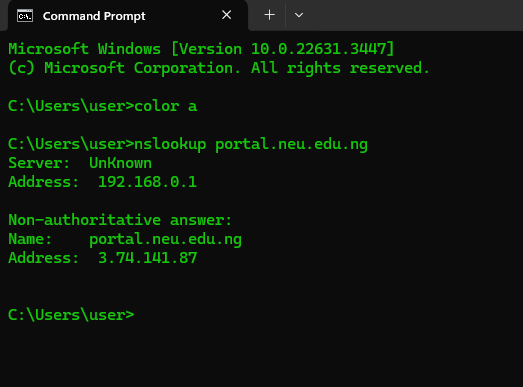 Command Prompt
Microsoft Windows [Version 10.0.22631.3447]
(c) Microsoft Corporation. All rights reserved.
C:\Users\user>color a
C:\Users\user>nslookup portal.neu.edu.ng
Server:  UnKnown
Address:  192.168.0.1
Non-authoritative answer:
Name:    portal.neu.edu.ng
Address:  3.74.141.87
C:\Users\user>